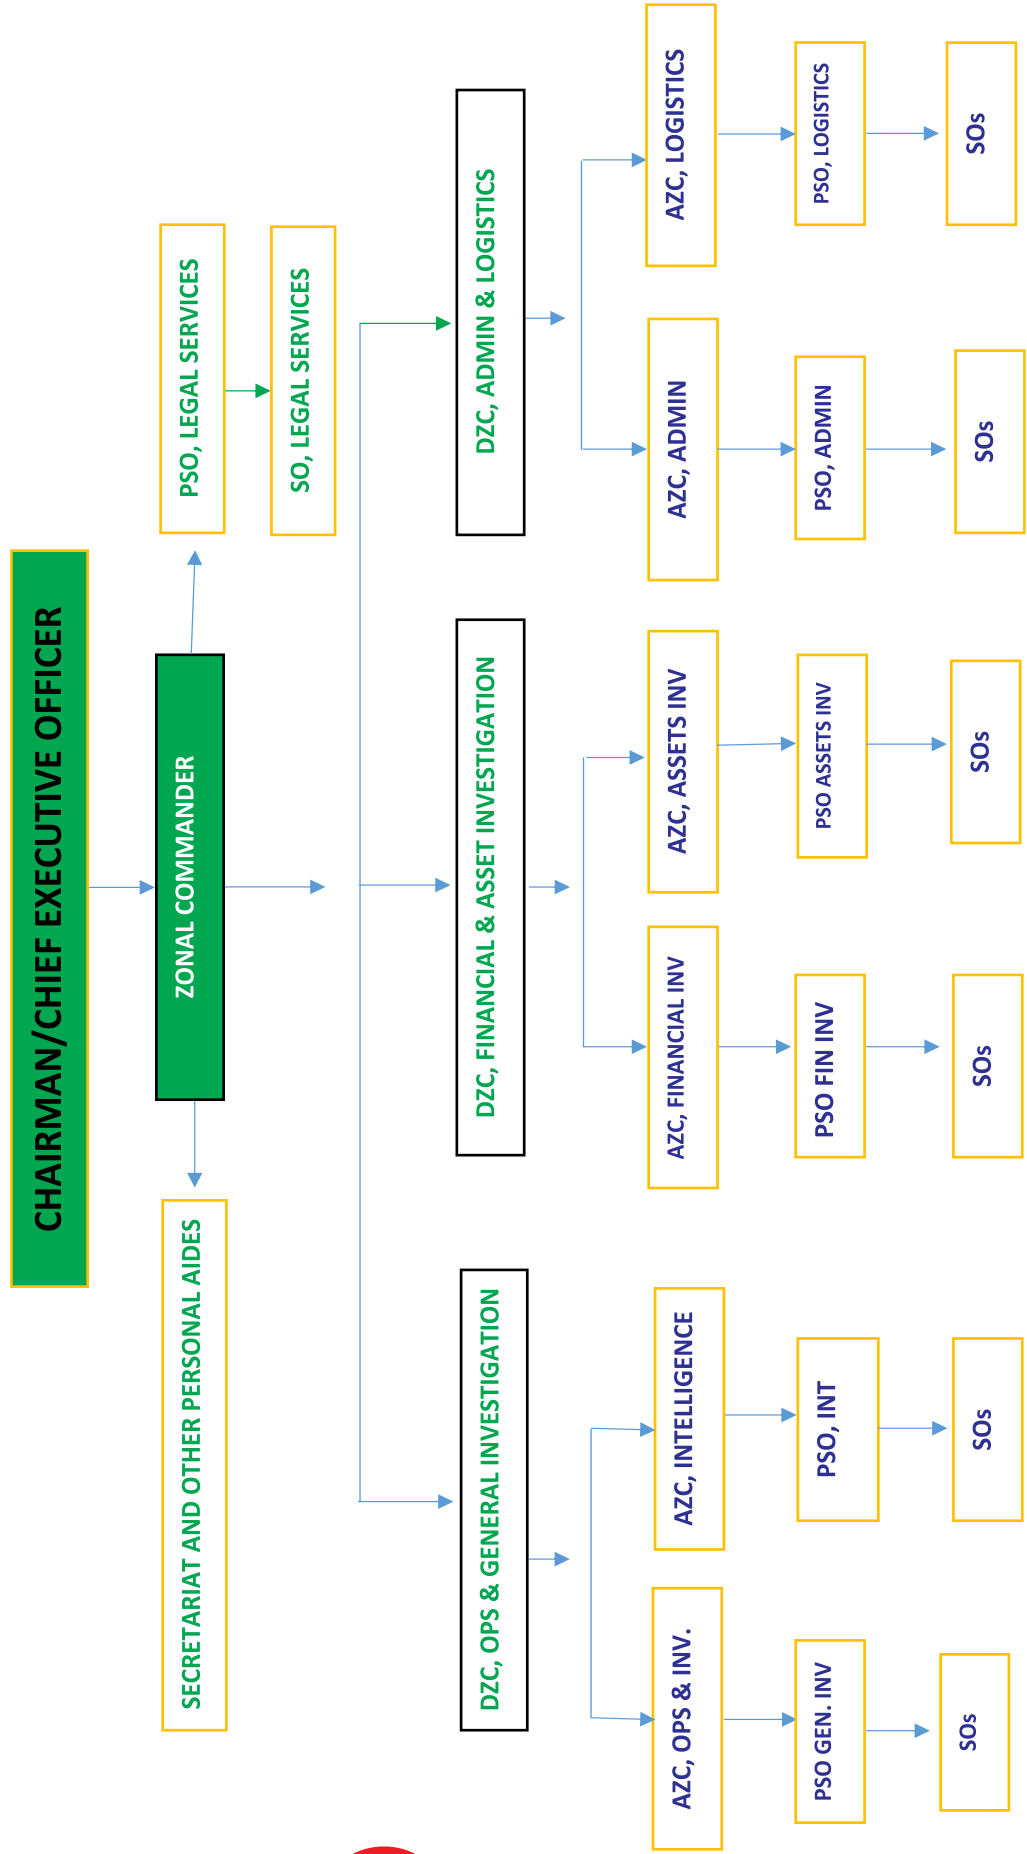 CHAIRMAN/CHIEF EXECUTIVE OFFICER
SECRETARIAT AND OTHER PERSONAL AIDES
ZONAL COMMANDER
PSO, LEGAL SERVICES
SO, LEGAL SERVICES
DZC, OPS & GENERAL INVESTIGATION
DZC, FINANCIAL & ASSET INVESTIGATION
DZC, ADMIN & LOGISTICS
AZC, OPS & INV.
AZC, INTELLIGENCE
AZC, FINANCIAL INV
AZC, ASSETS INV
AZC, ADMIN
AZC, LOGISTICS
PSO GEN. INV
PSO, INT
PSO FIN INV
PSO ASSETS INV
PSO, ADMIN
PSO, LOGISTICS
SOs
SOs
SOs
SOs
SOs
SOs